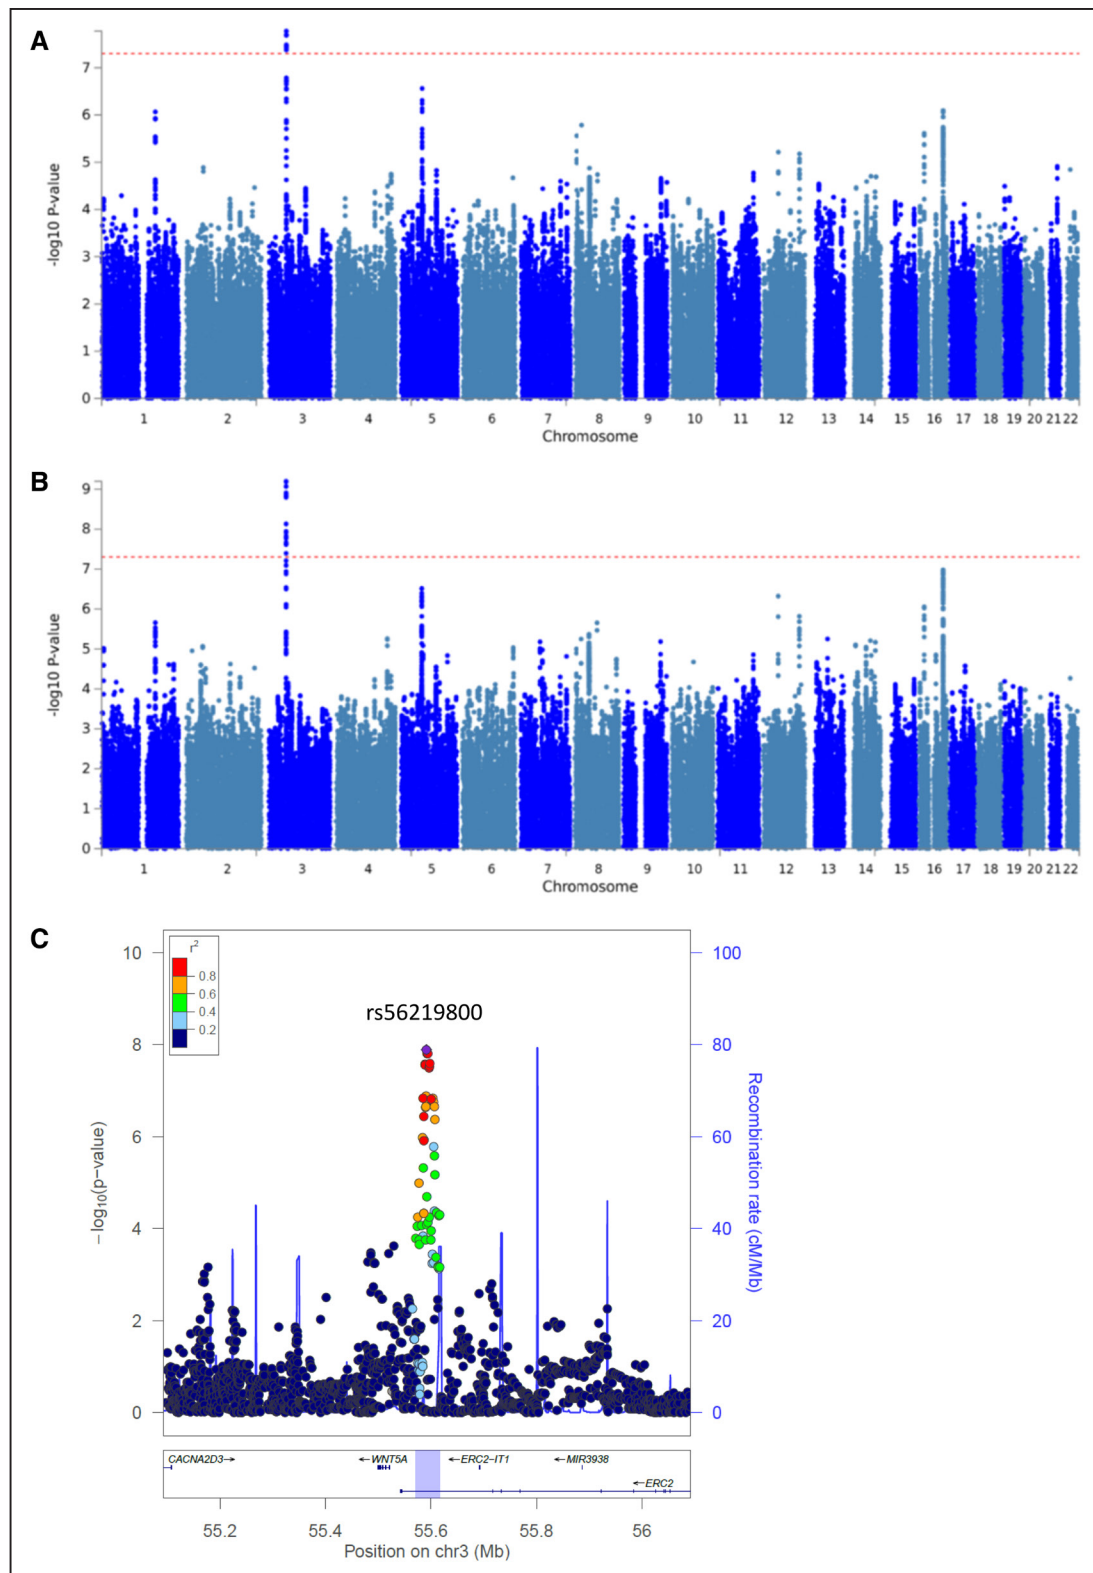 A
-log10 P-value
7
6
5
4
3
2
1
0
1 2 3 4 5 6 7 8 9 10 11 12 13 14 15 16 17 18 19 20 21 22
Chromosome
B
-log10 P-value
9
8
7
6
5
4
3
2
1
0
1 2 3 4 5 6 7 8 9 10 11 12 13 14 15 16 17 18 19 20 21 22
Chromosome
C
r²
0.8
0.6
0.4
0.2
rs56219800
−log₁₀(p−value)
10
8
6
4
2
0
Recombination rate (cM/Mb)
100
80
60
40
20
0
CACNA2D3→ ←WNT5A ←ERC2−IT1 ←MIR3938
←ERC2
55.2 55.4 55.6 55.8 56
Position on chr3 (Mb)